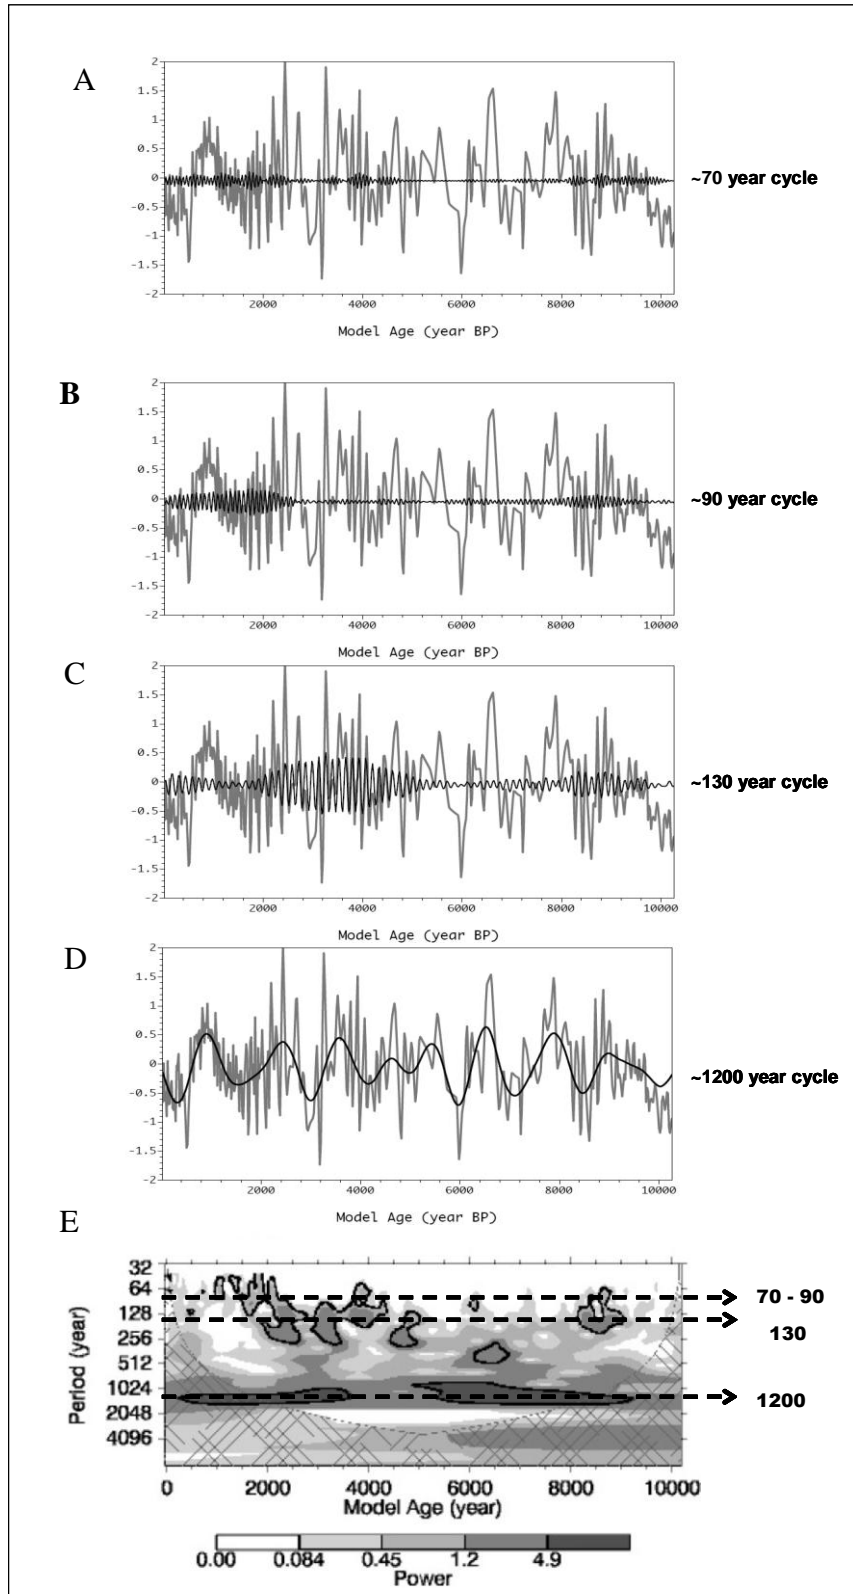 A
2
1.5
1
0.5
0
-0.5
-1
-1.5
-2
2000 4000 6000 8000 10000
Model Age (year BP)
~70 year cycle
B
2
1.5
1
0.5
0
-0.5
-1
-1.5
-2
2000 4000 6000 8000 10000
Model Age (year BP)
~90 year cycle
C
2
1.5
1
0.5
0
-0.5
-1
-1.5
-2
2000 4000 6000 8000 10000
Model Age (year BP)
~130 year cycle
D
2
1.5
1
0.5
0
-0.5
-1
-1.5
-2
2000 4000 6000 8000 10000
Model Age (year BP)
~1200 year cycle
E
Period (year)
32
64
128
256
512
1024
2048
4096
70 - 90
130
1200
0 2000 4000 6000 8000 10000
Model Age (year)
0.00 0.084 0.45 1.2 4.9
Power